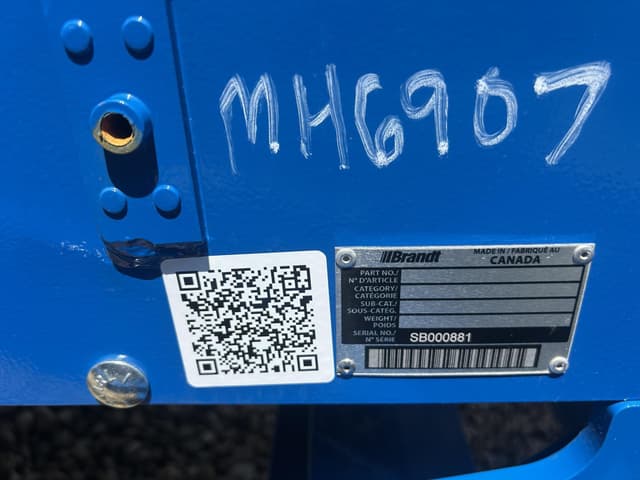 MH6907
Brandt
MADE IN / FABRIQUÉ AU
CANADA
PART NO./
N° D'ARTICLE
CATEGORY/
CATÉGORIE
SUB-CAT./
SOUS-CATÉG.
WEIGHT/
POIDS
SERIAL NO./
N° SÉRIE
SB000881